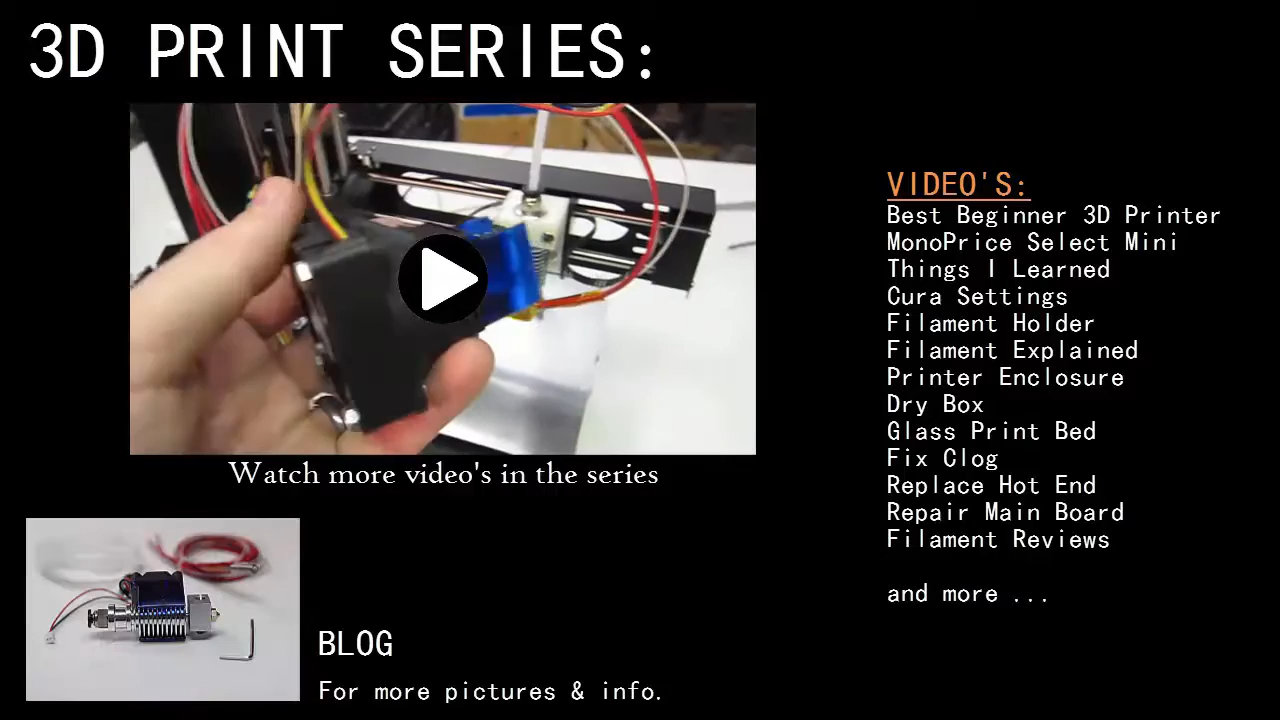 3D PRINT SERIES:
Watch more video's in the series
VIDEO'S:
Best Beginner 3D Printer
MonoPrice Select Mini
Things I Learned
Cura Settings
Filament Holder
Filament Explained
Printer Enclosure
Dry Box
Glass Print Bed
Fix Clog
Replace Hot End
Repair Main Board
Filament Reviews
and more ...
BLOG
For more pictures & info.